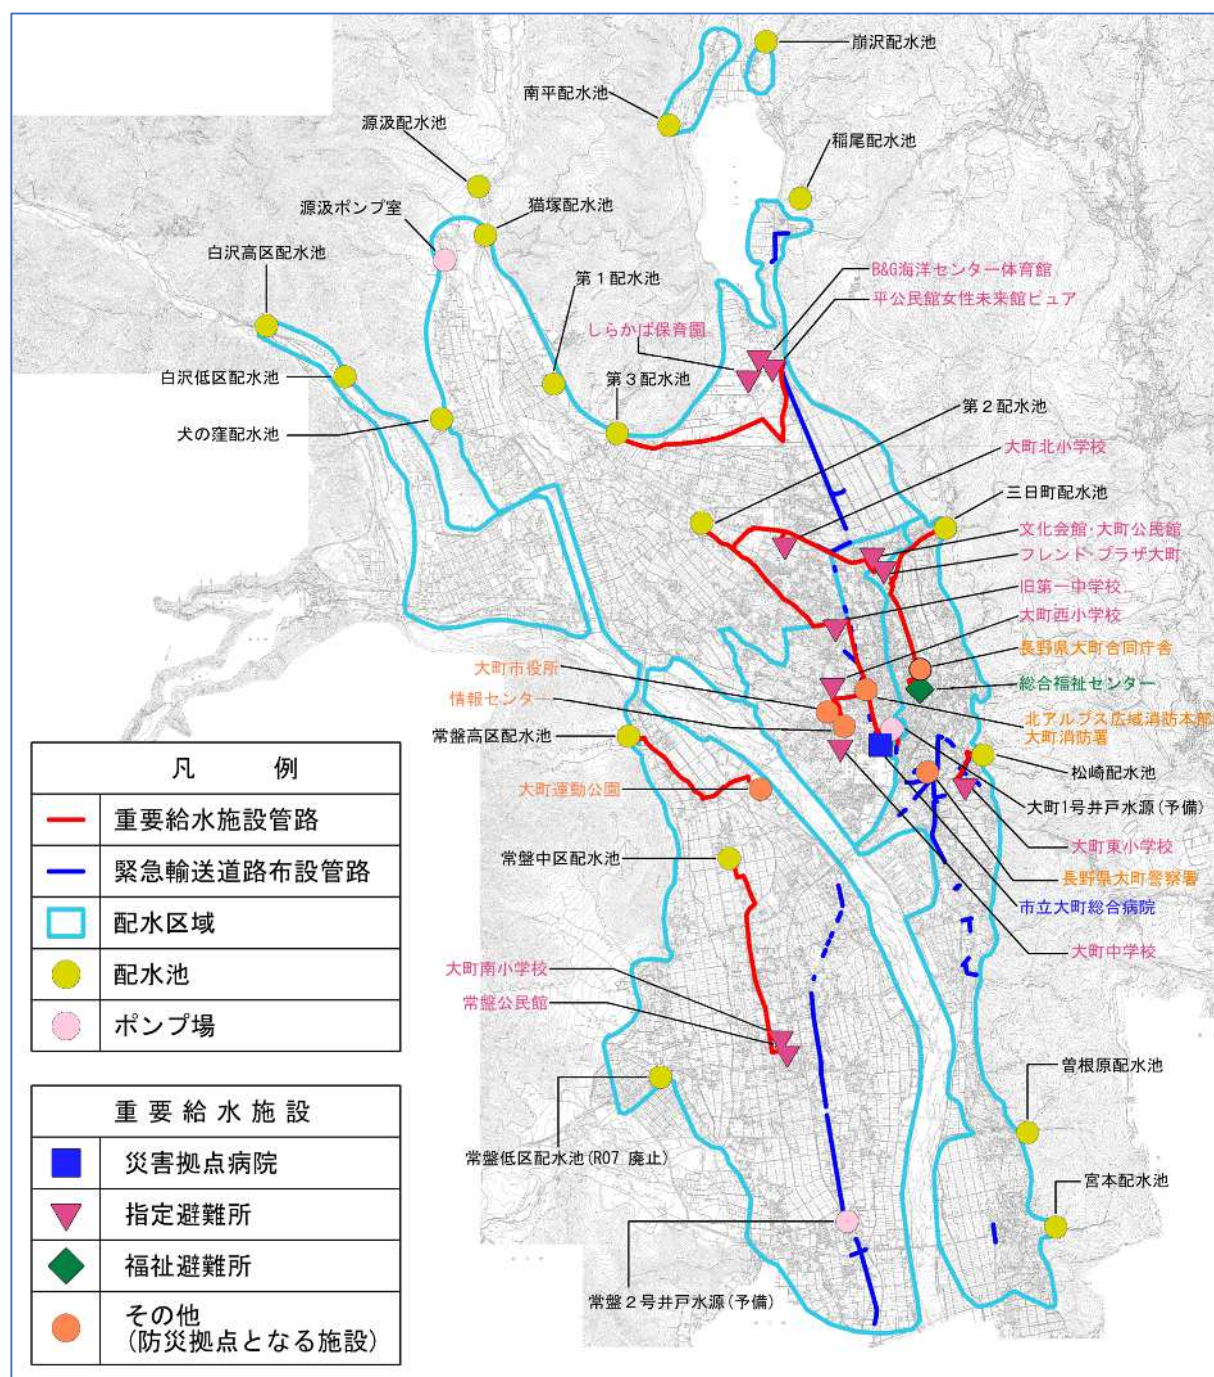 崩沢配水池
南平配水池
源汲配水池
稲尾配水池
猫塚配水池
源汲ポンプ室
白沢高区配水池
B&G海洋センター体育館
第1配水池
平公民館女性未来館ピュア
しらかば保育園
白沢低区配水池
第3配水池
第2配水池
犬の窪配水池
大町北小学校
三日町配水池
文化会館・大町公民館
フレンド・プラザ大町
旧第一中学校
大町西小学校
長野県大町合同庁舎
大町市役所
総合福祉センター
情報センター
北アルプス広域消防本部
大町消防署
常盤高区配水池
松崎配水池
大町運動公園
大町1号井戸水源(予備)
大町東小学校
常盤中区配水池
長野県大町警察署
市立大町総合病院
大町中学校
大町南小学校
常盤公民館
曽根原配水池
常盤低区配水池(R07 廃止)
宮本配水池
常盤2号井戸水源(予備)
凡 例
重要給水施設管路
緊急輸送道路布設管路
配水区域
配水池
ポンプ場
重要給水施設
災害拠点病院
指定避難所
福祉避難所
その他
(防災拠点となる施設)